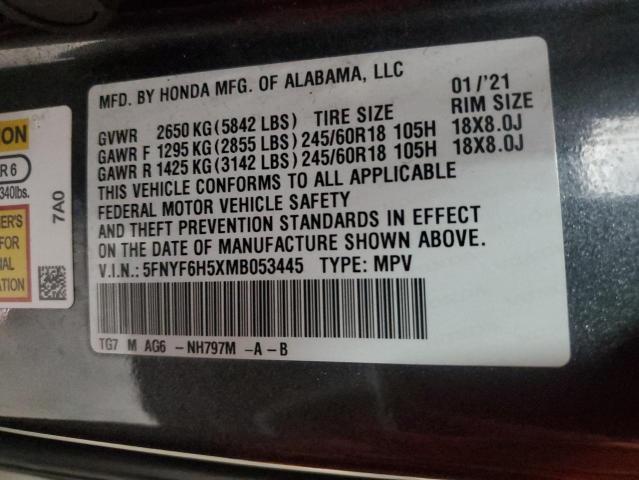 MFD. BY HONDA MFG. OF ALABAMA, LLC 01/'21
GVWR 2650 KG(5842 LBS) TIRE SIZE RIM SIZE
GAWR F 1295 KG(2855 LBS) 245/60R18 105H 18X8.0J
GAWR R 1425 KG(3142 LBS) 245/60R18 105H 18X8.0J
THIS VEHICLE CONFORMS TO ALL APPLICABLE
FEDERAL MOTOR VEHICLE SAFETY
AND THEFT PREVENTION STANDARDS IN EFFECT
ON THE DATE OF MANUFACTURE SHOWN ABOVE.
V.I.N.: 5FNYF6H5XMB053445 TYPE: MPV
TG7 M AG6 -NH797M -A-B
ION
R 6
340lbs.
ER'S
FOR
IAL
ATION
7A0